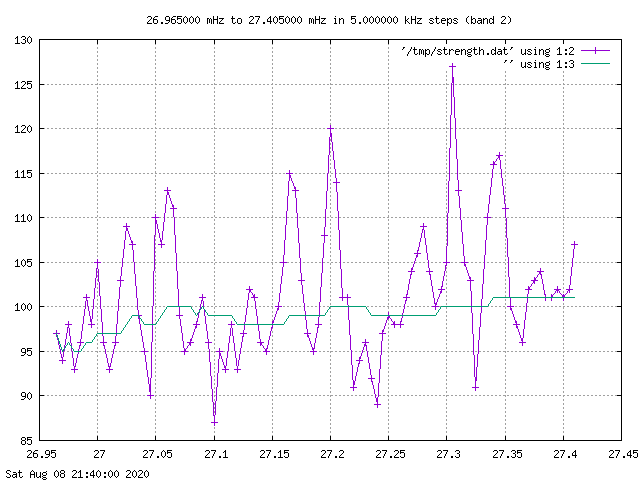 26.965000 mHz to 27.405000 mHz in 5.000000 kHz steps (band 2)
130
'/tmp/strength.dat' using 1:2
'' using 1:3
125
120
115
110
105
100
95
90
85
26.95 27 27.05 27.1 27.15 27.2 27.25 27.3 27.35 27.4 27.45
Sat Aug 08 21:40:00 2020